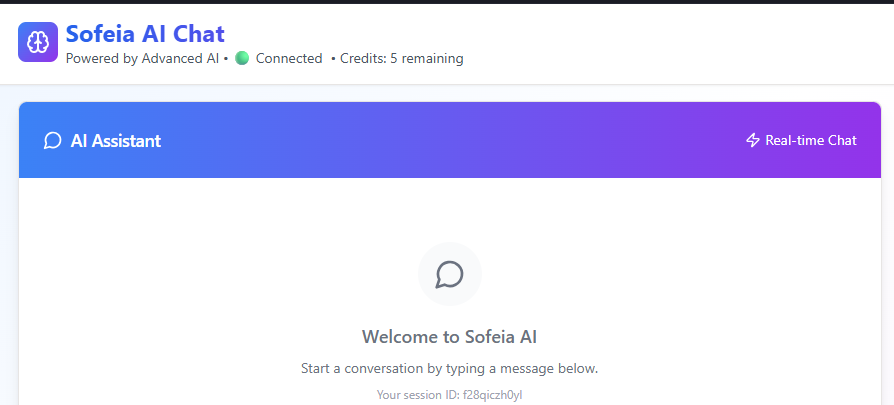 Sofeia AI Chat
Powered by Advanced AI • Connected • Credits: 5 remaining
AI Assistant
Real-time Chat
Welcome to Sofeia AI
Start a conversation by typing a message below.
Your session ID: f28qiczh0yl